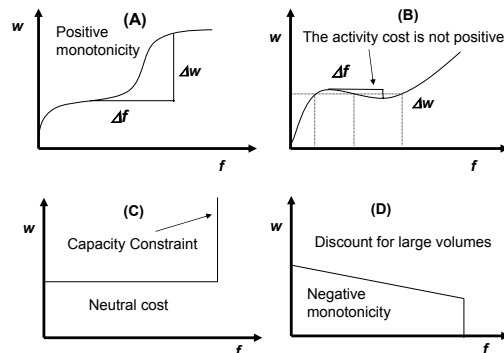 w
(A)
Positive
monotonicity
Δw
Δf
f
w
(B)
The activity cost is not positive
Δf
Δw
f
w
(C)
Capacity Constraint
Neutral cost
f
w
(D)
Discount for large volumes
Negative
monotonicity
f